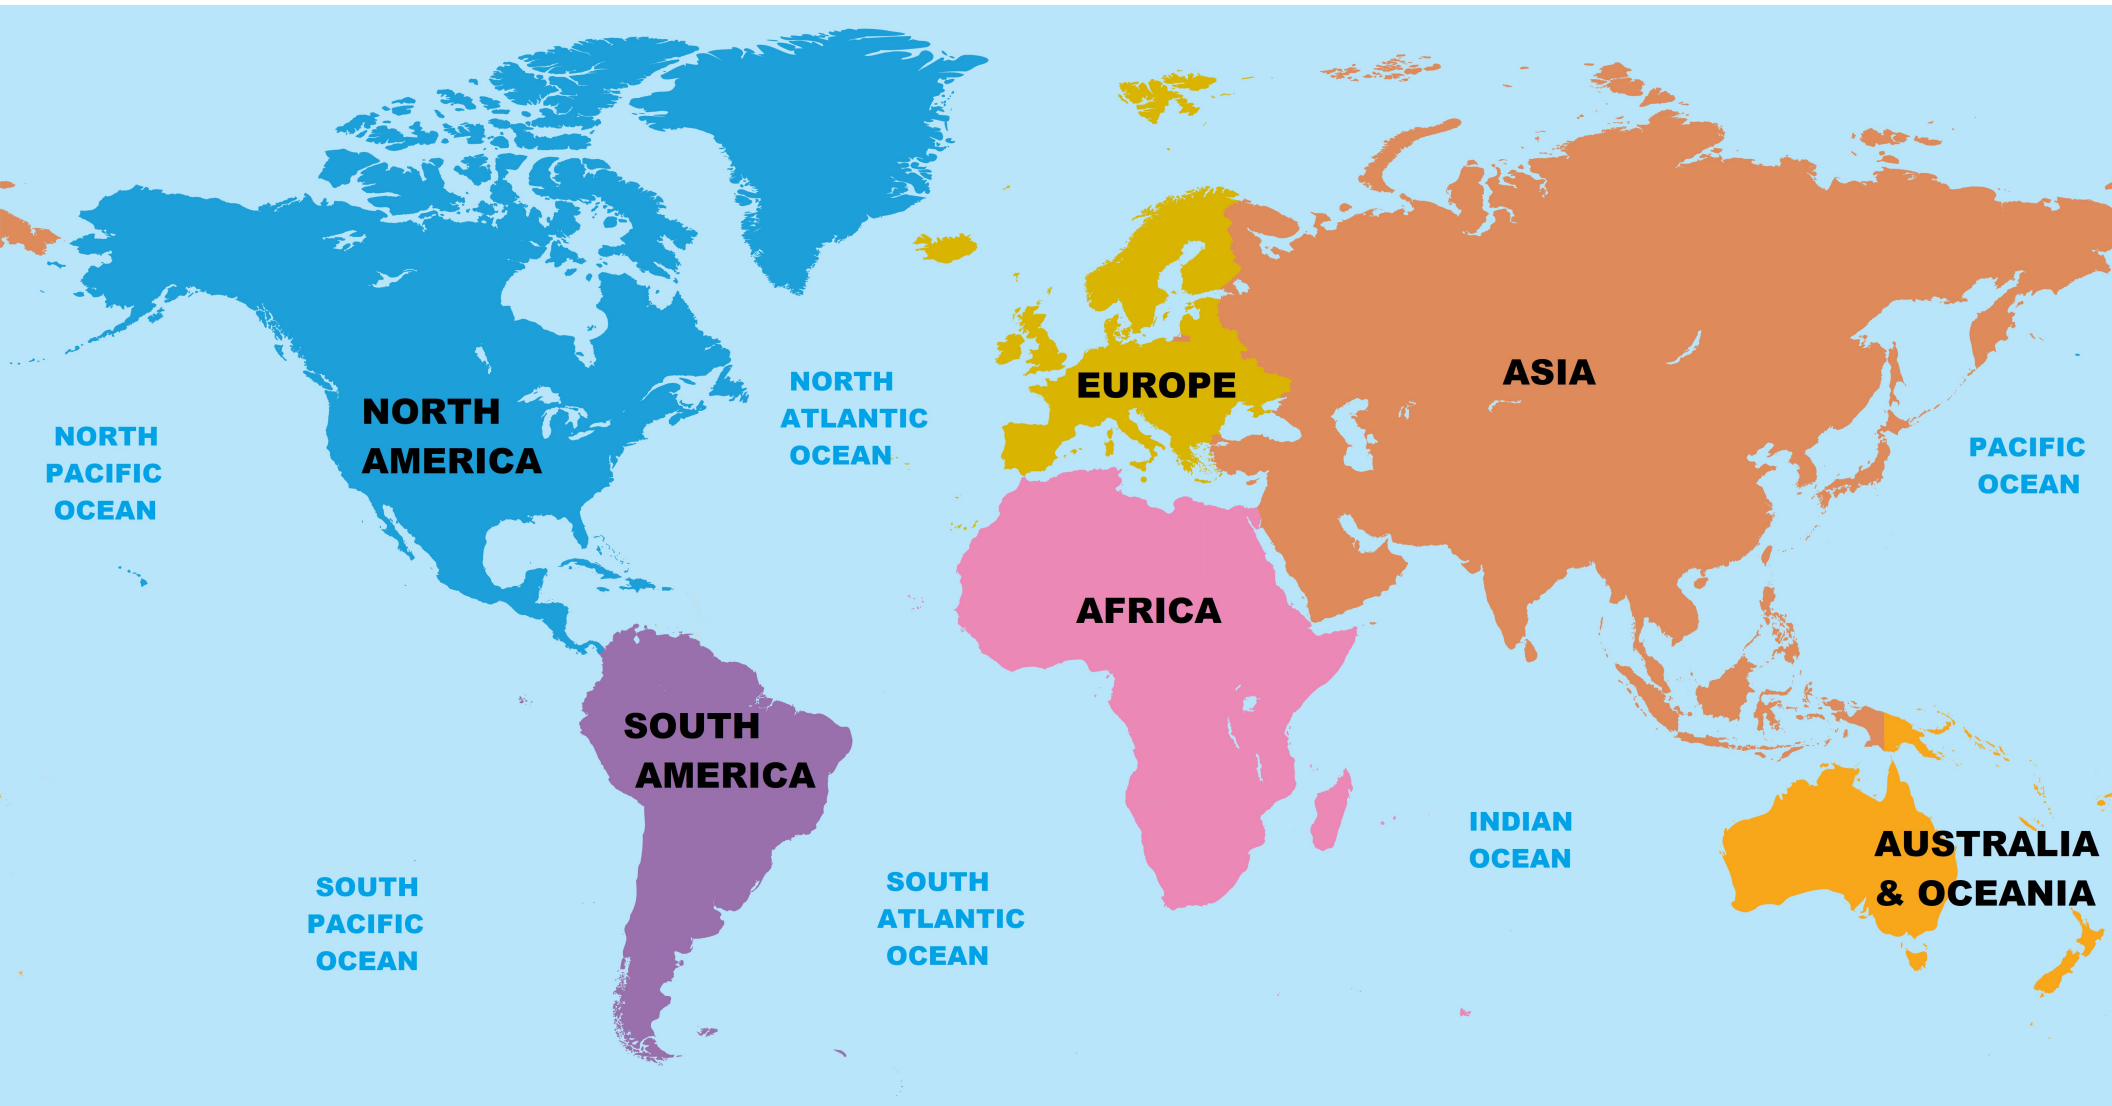 NORTH
AMERICA
EUROPE
ASIA
NORTH
ATLANTIC
OCEAN
NORTH
PACIFIC
OCEAN
PACIFIC
OCEAN
AFRICA
SOUTH
AMERICA
INDIAN
OCEAN
AUSTRALIA
& OCEANIA
SOUTH
PACIFIC
OCEAN
SOUTH
ATLANTIC
OCEAN